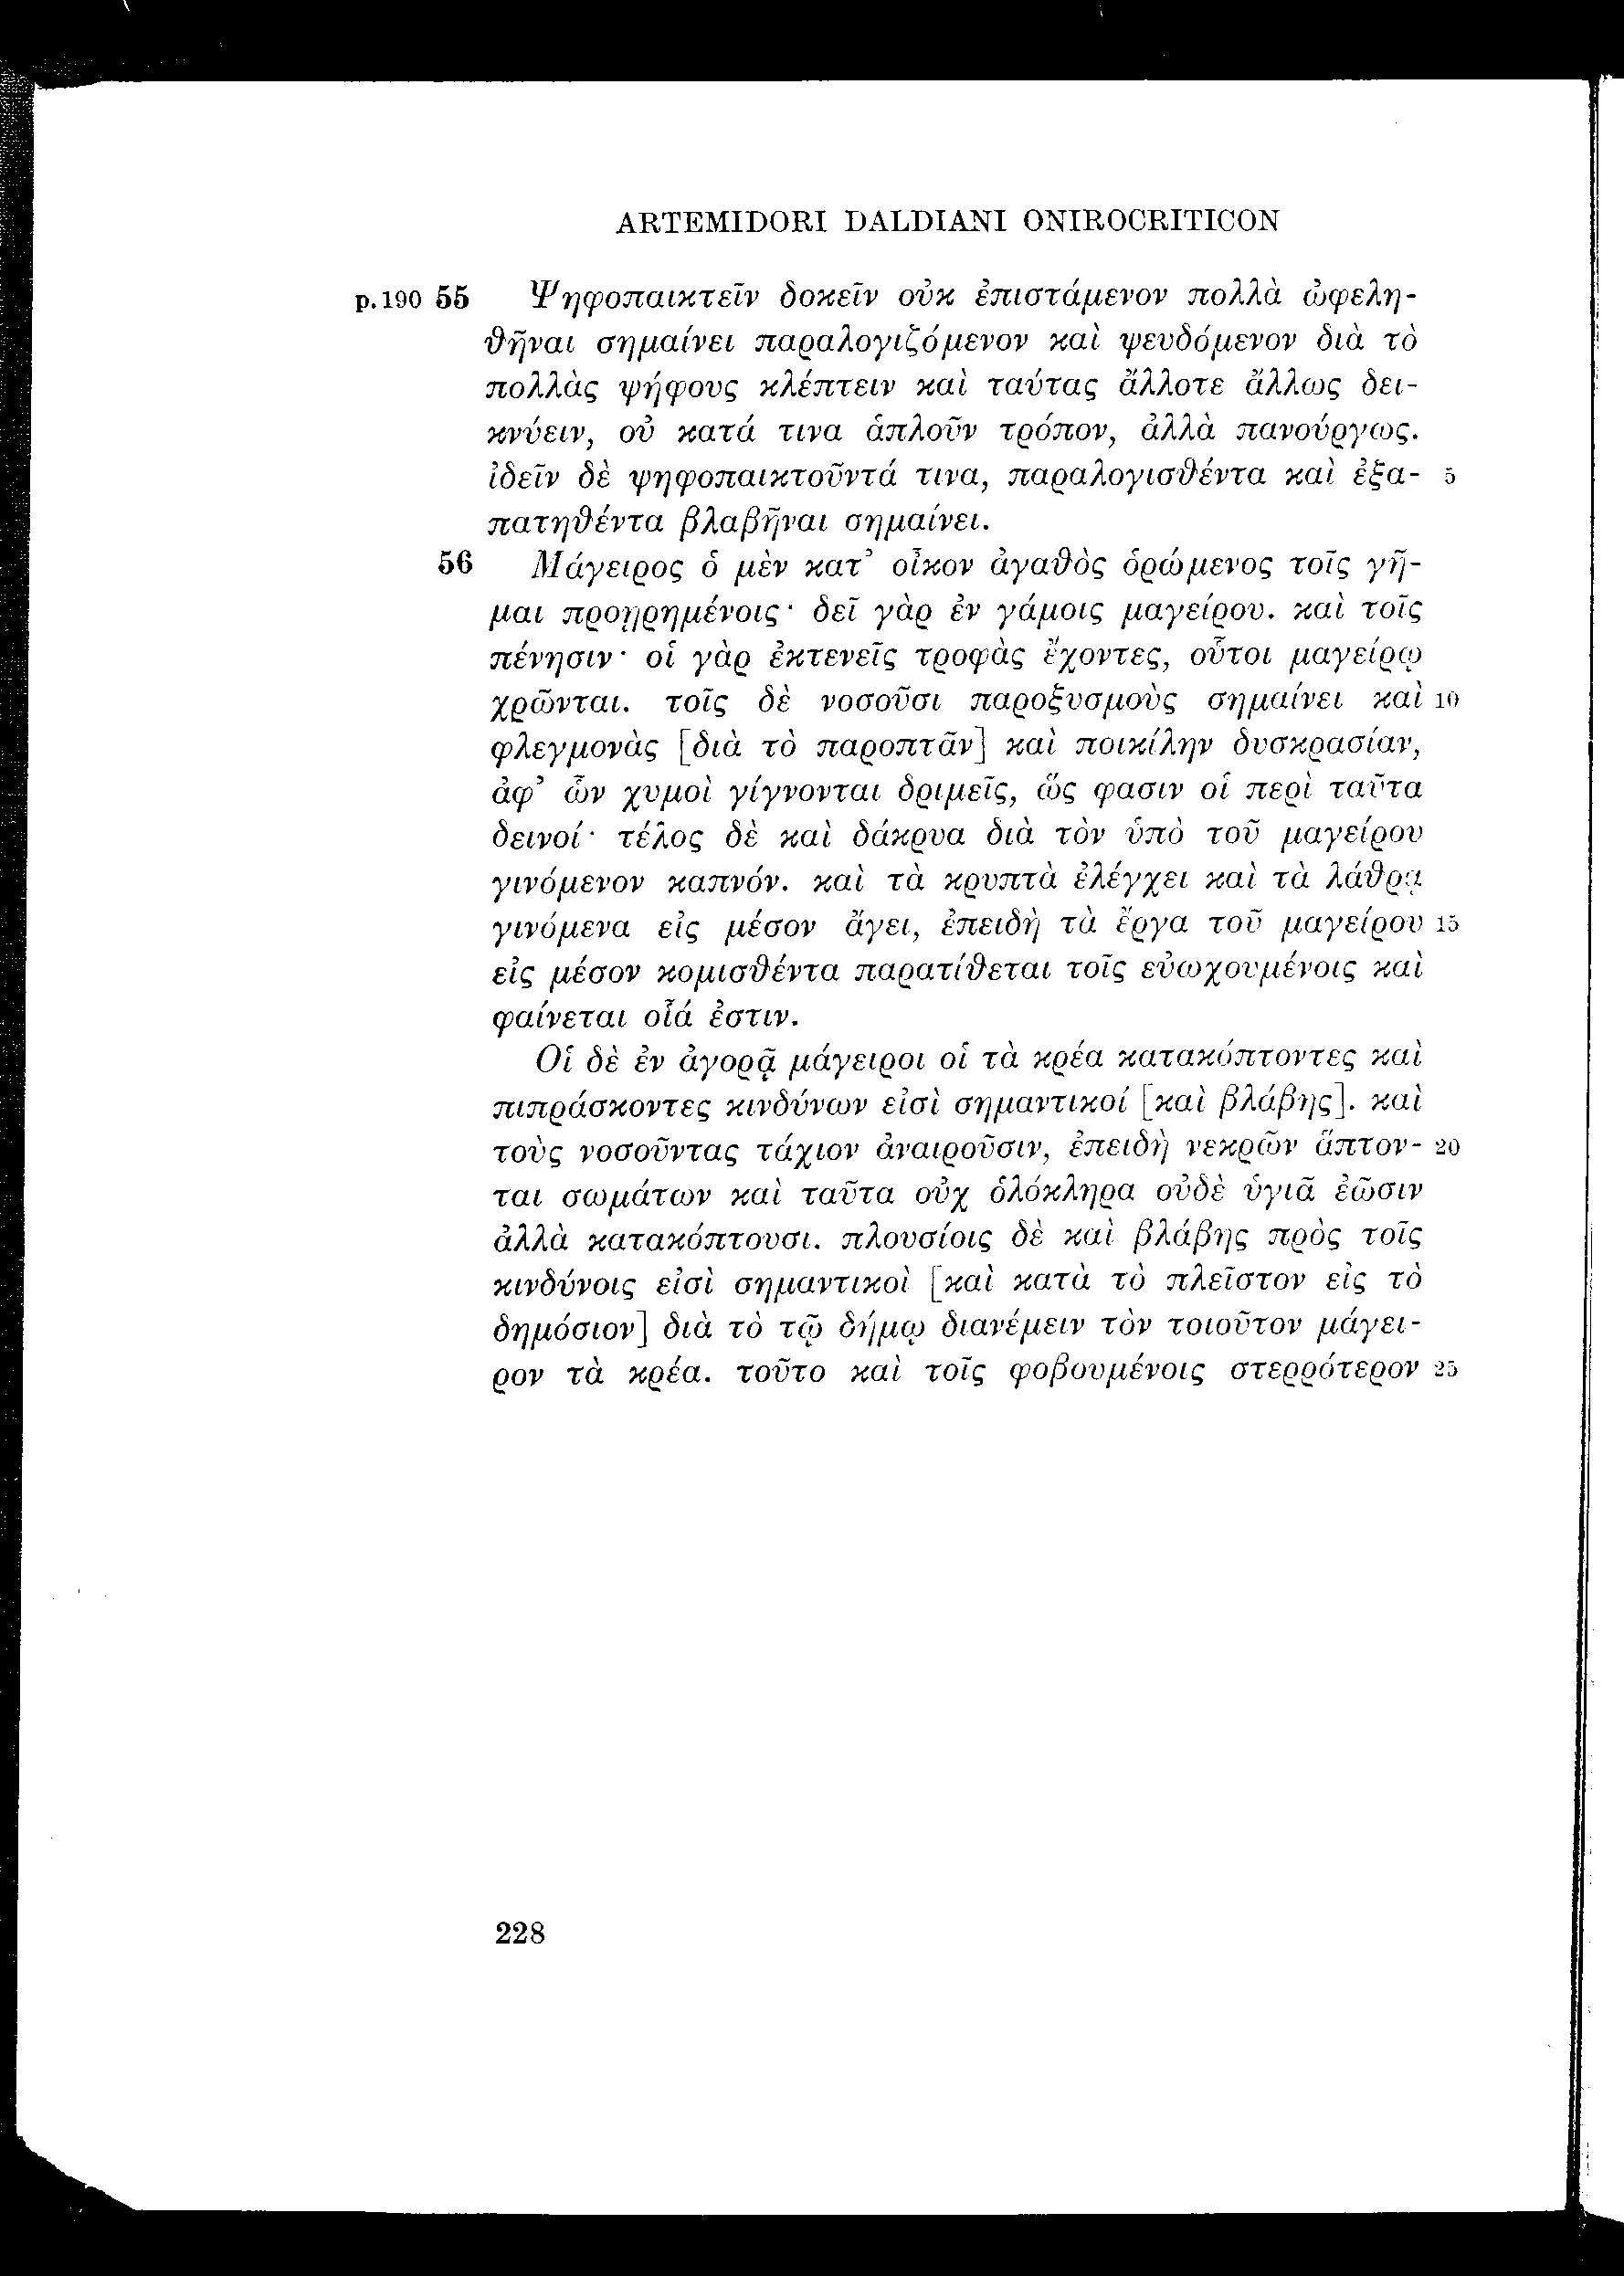 ARTEMIDORI DALDIANI ONIROCRITICON
p.190 55 Ψηφοπαικτεῖν δοκεῖν οὐκ ἐπιστάμενον πολλὰ ὠφελη-
θῆναι σημαίνει παραλογιζόμενον καὶ ψευδόμενον διὰ τὸ
πολλὰς ψήφους κλέπτειν καὶ ταύτας ἄλλοτε ἄλλως δει-
κνύειν, οὐ κατά τινα ἁπλοῦν τρόπον, ἀλλὰ πανούργως.
ἰδεῖν δὲ ψηφοπαικτοῦντά τινα, παραλογισθέντα καὶ ἐξα- 5
πατηθέντα βλαβῆναι σημαίνει.
56 Μάγειρος ὁ μὲν κατ’ οἶκον ἀγαθὸς ὁρώμενος τοῖς γῆ-
μαι προῃρημένοις· δεῖ γὰρ ἐν γάμοις μαγείρου. καὶ τοῖς
πένησιν· οἱ γὰρ ἐκτενεῖς τροφὰς ἔχοντες, οὗτοι μαγείρῳ
χρῶνται. τοῖς δὲ νοσοῦσι παροξυσμοὺς σημαίνει καὶ 10
φλεγμονὰς [διὰ τὸ παροπτᾶν] καὶ ποικίλην δυσκρασίαν,
ἀφ’ ὧν χυμοὶ γίγνονται δριμεῖς, ὥς φασιν οἱ περὶ ταῦτα
δεινοί· τέλος δὲ καὶ δάκρυα διὰ τὸν ὑπὸ τοῦ μαγείρου
γινόμενον καπνόν. καὶ τὰ κρυπτὰ ἐλέγχει καὶ τὰ λάθρᾳ
γινόμενα εἰς μέσον ἄγει, ἐπειδὴ τὰ ἔργα τοῦ μαγείρου 15
εἰς μέσον κομισθέντα παρατίθεται τοῖς εὐωχουμένοις καὶ
φαίνεται οἷά ἐστιν.
Οἱ δὲ ἐν ἀγορᾷ μάγειροι οἱ τὰ κρέα κατακόπτοντες καὶ
πιπράσκοντες κινδύνων εἰσὶ σημαντικοί [καὶ βλάβης]. καὶ
τοὺς νοσοῦντας τάχιον ἀναιροῦσιν, ἐπειδὴ νεκρῶν ἅπτον- 20
ται σωμάτων καὶ ταῦτα οὐχ ὁλόκληρα οὐδὲ ὑγιᾶ ἐῶσιν
ἀλλὰ κατακόπτουσι. πλουσίοις δὲ καὶ βλάβης πρὸς τοῖς
κινδύνοις εἰσὶ σημαντικοὶ [καὶ κατὰ τὸ πλεῖστον εἰς τὸ
δημόσιον] διὰ τὸ τῷ δήμῳ διανέμειν τὸν τοιοῦτον μάγει-
ρον τὰ κρέα. τοῦτο καὶ τοῖς φοβουμένοις στερρότερον 25
228